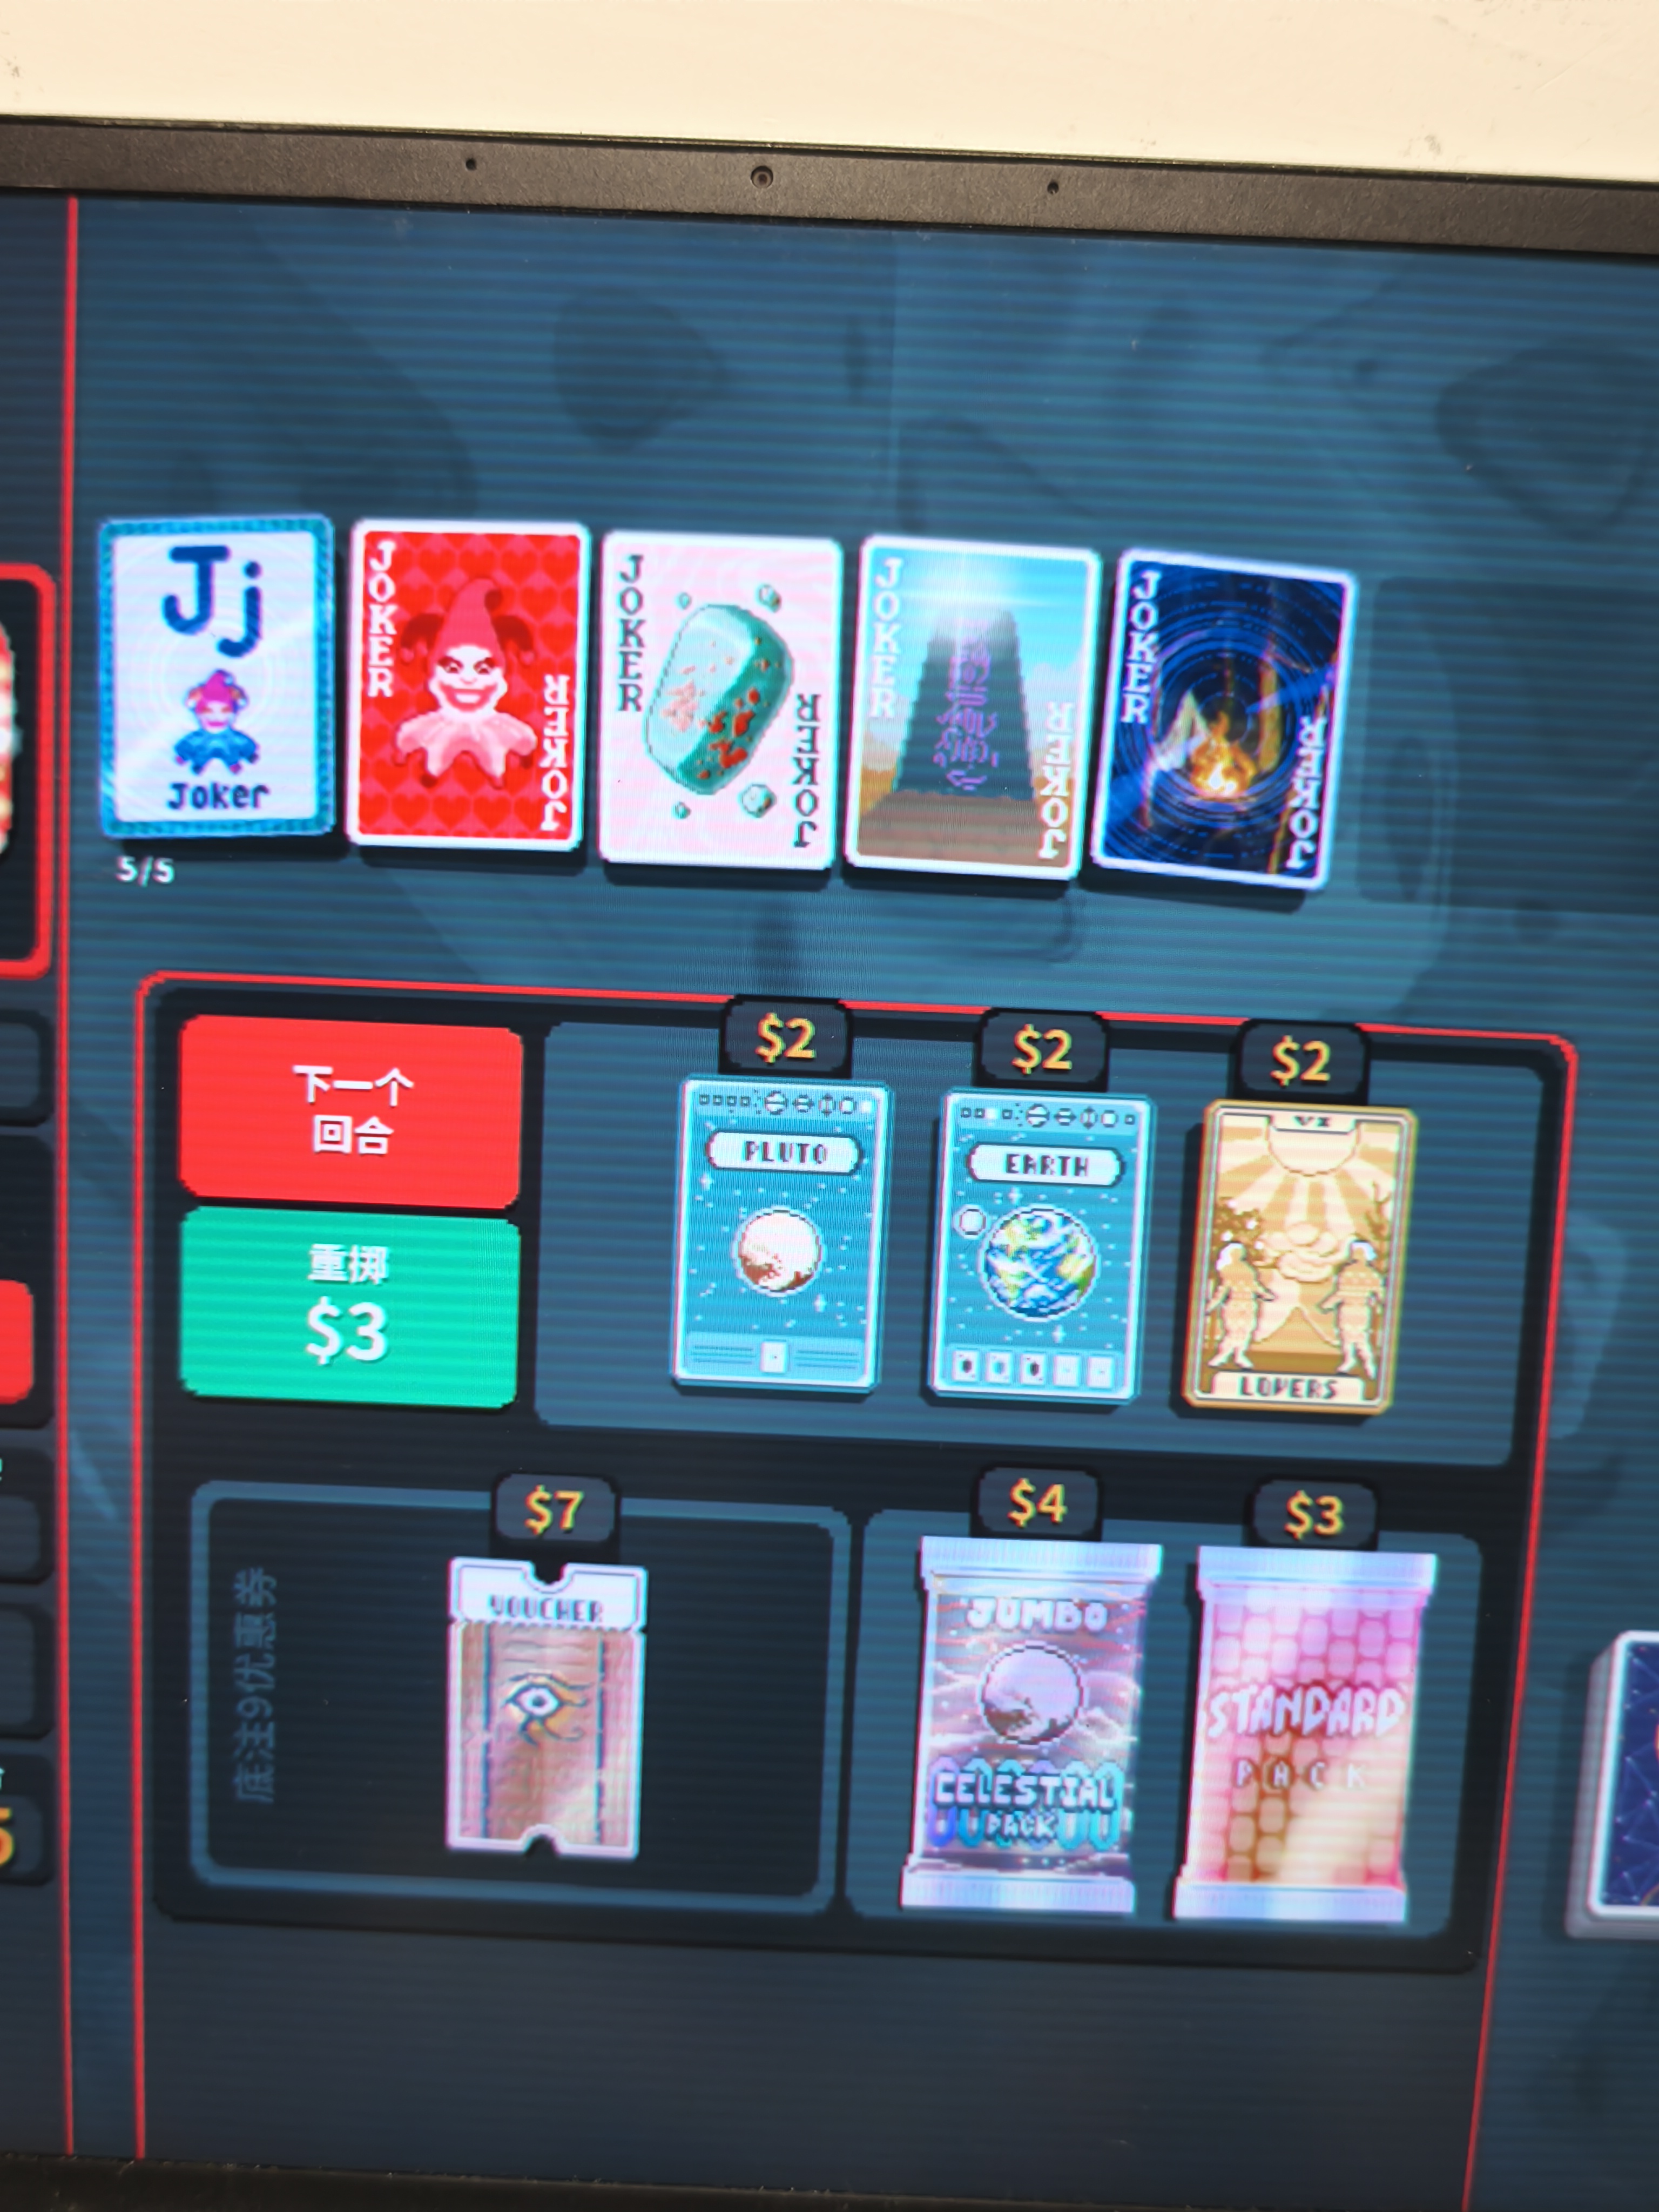 Jj
Joker
JOKER
JOKER
JOKER
JOKER
JOKER
JOKER
JOKER
JOKER
5/5
下一个
回合
重掷
$3
$2
PLUTO
$2
EARTH
$2
VI
LOVERS
底注9优惠券
$7
VOUCHER
$4
JUMBO
CELESTIAL
PACK
$3
STANDARD
PACK